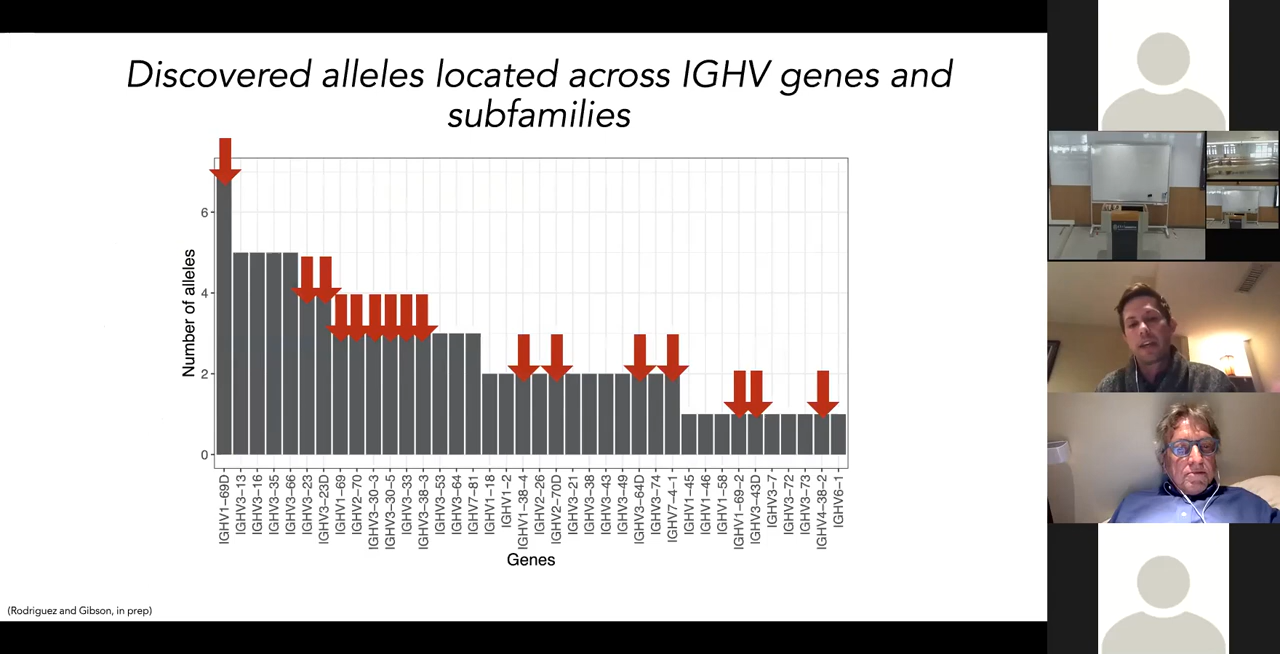 Discovered alleles located across IGHV genes and
subfamilies
Number of alleles
6
4
2
0
IGHV1-69D
IGHV3-13
IGHV3-16
IGHV3-35
IGHV3-66
IGHV3-23
IGHV3-23D
IGHV1-69
IGHV2-70
IGHV3-30-3
IGHV3-30-5
IGHV3-33
IGHV3-38-3
IGHV3-53
IGHV3-64
IGHV7-81
IGHV1-18
IGHV1-2
IGHV1-38-4
IGHV2-26
IGHV2-70D
IGHV3-21
IGHV3-38
IGHV3-43
IGHV3-49
IGHV3-64D
IGHV3-74
IGHV7-4-1
IGHV1-45
IGHV1-46
IGHV1-58
IGHV1-69-2
IGHV3-43D
IGHV3-7
IGHV3-72
IGHV3-73
IGHV4-38-2
IGHV6-1
Genes
(Rodriguez and Gibson, in prep)